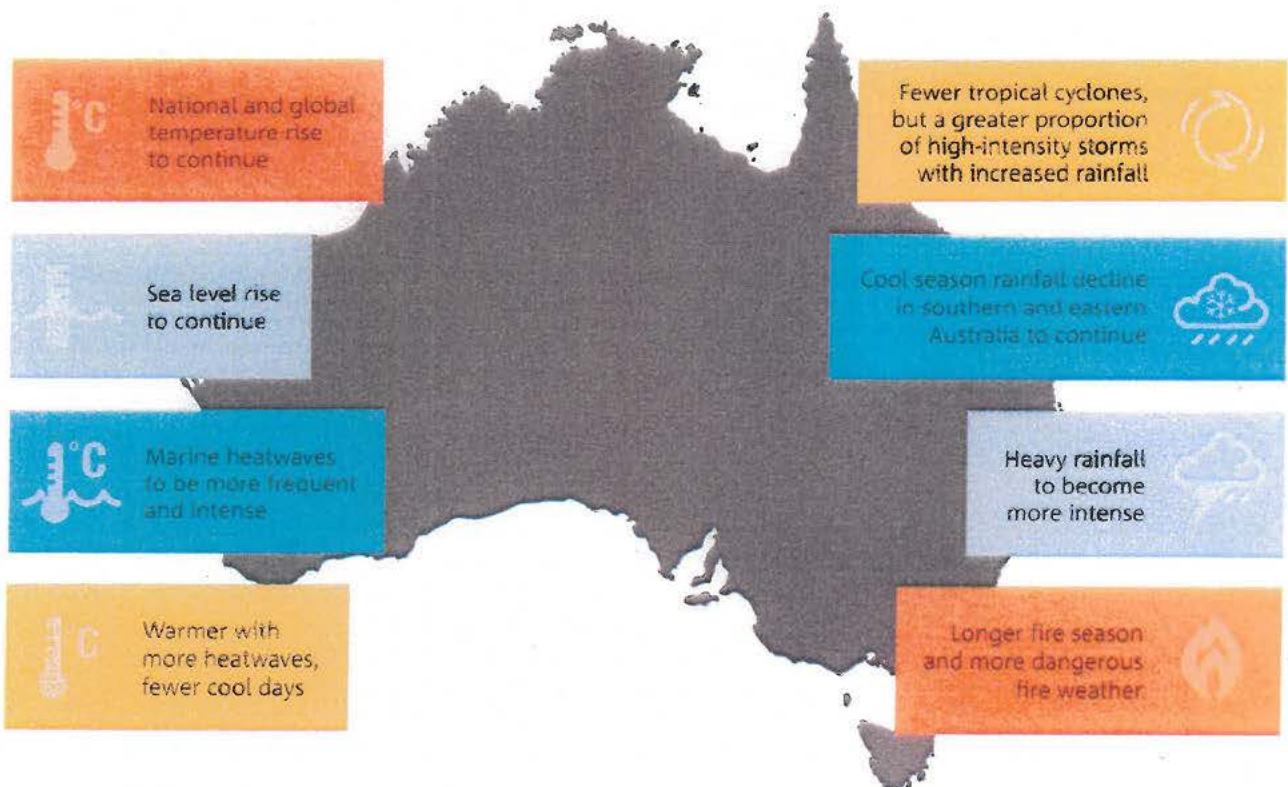 °C
National and global
temperature rise
to continue
Sea level rise
to continue
°C
Marine heatwaves
to be more frequent
and intense
°C
Warmer with
more heatwaves,
fewer cool days
Fewer tropical cyclones,
but a greater proportion
of high-intensity storms
with increased rainfall
Cool season rainfall decline
in southern and eastern
Australia to continue
Heavy rainfall
to become
more intense
Longer fire season
and more dangerous
fire weather